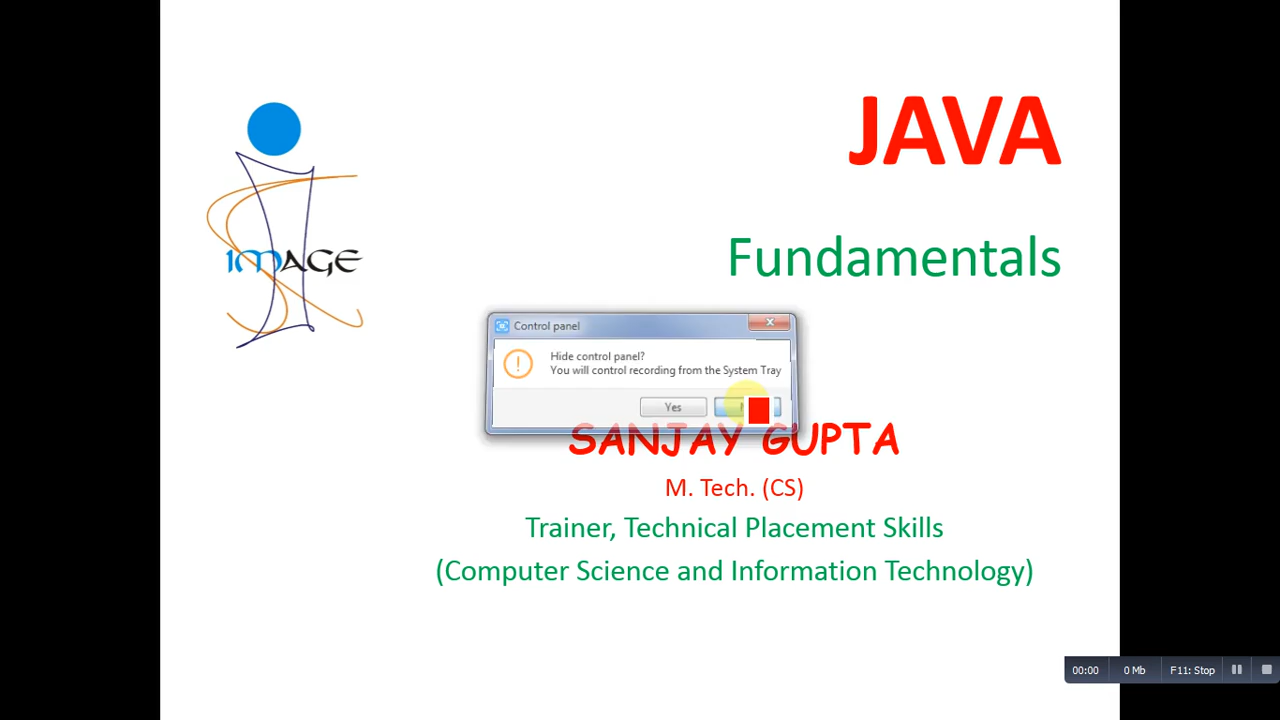 JAVA
Fundamentals
IMAGE
Control panel
Hide control panel?
You will control recording from the System Tray
Yes
SANJAY GUPTA
M. Tech. (CS)
Trainer, Technical Placement Skills
(Computer Science and Information Technology)
00:00 0 Mb F11: Stop